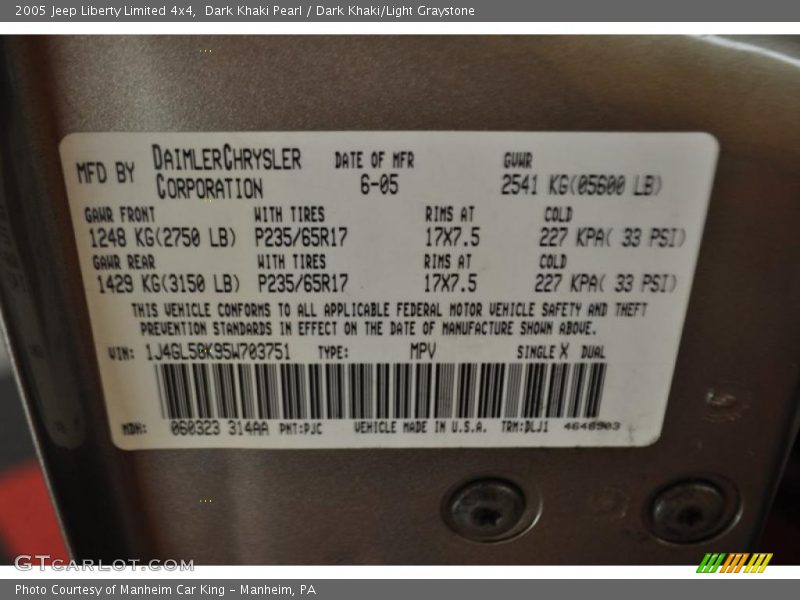 2005 Jeep Liberty Limited 4x4, Dark Khaki Pearl / Dark Khaki/Light Graystone
MFD BY DAIMLERCHRYSLER CORPORATION DATE OF MFR 6-05 GVWR 2541 KG(05600 LB)
GAWR FRONT WITH TIRES RIMS AT COLD
1248 KG(2750 LB) P235/65R17 17X7.5 227 KPA( 33 PSI)
GAWR REAR WITH TIRES RIMS AT COLD
1429 KG(3150 LB) P235/65R17 17X7.5 227 KPA( 33 PSI)
THIS VEHICLE CONFORMS TO ALL APPLICABLE FEDERAL MOTOR VEHICLE SAFETY AND THEFT
PREVENTION STANDARDS IN EFFECT ON THE DATE OF MANUFACTURE SHOWN ABOVE.
VIN: 1J4GL58K95W703751 TYPE: MPV SINGLE X DUAL
MDH: 060323 314AA PNT:PJC VEHICLE MADE IN U.S.A. TRM:DLJ1 4648903
GTCARLOT.COM
Photo Courtesy of Manheim Car King – Manheim, PA